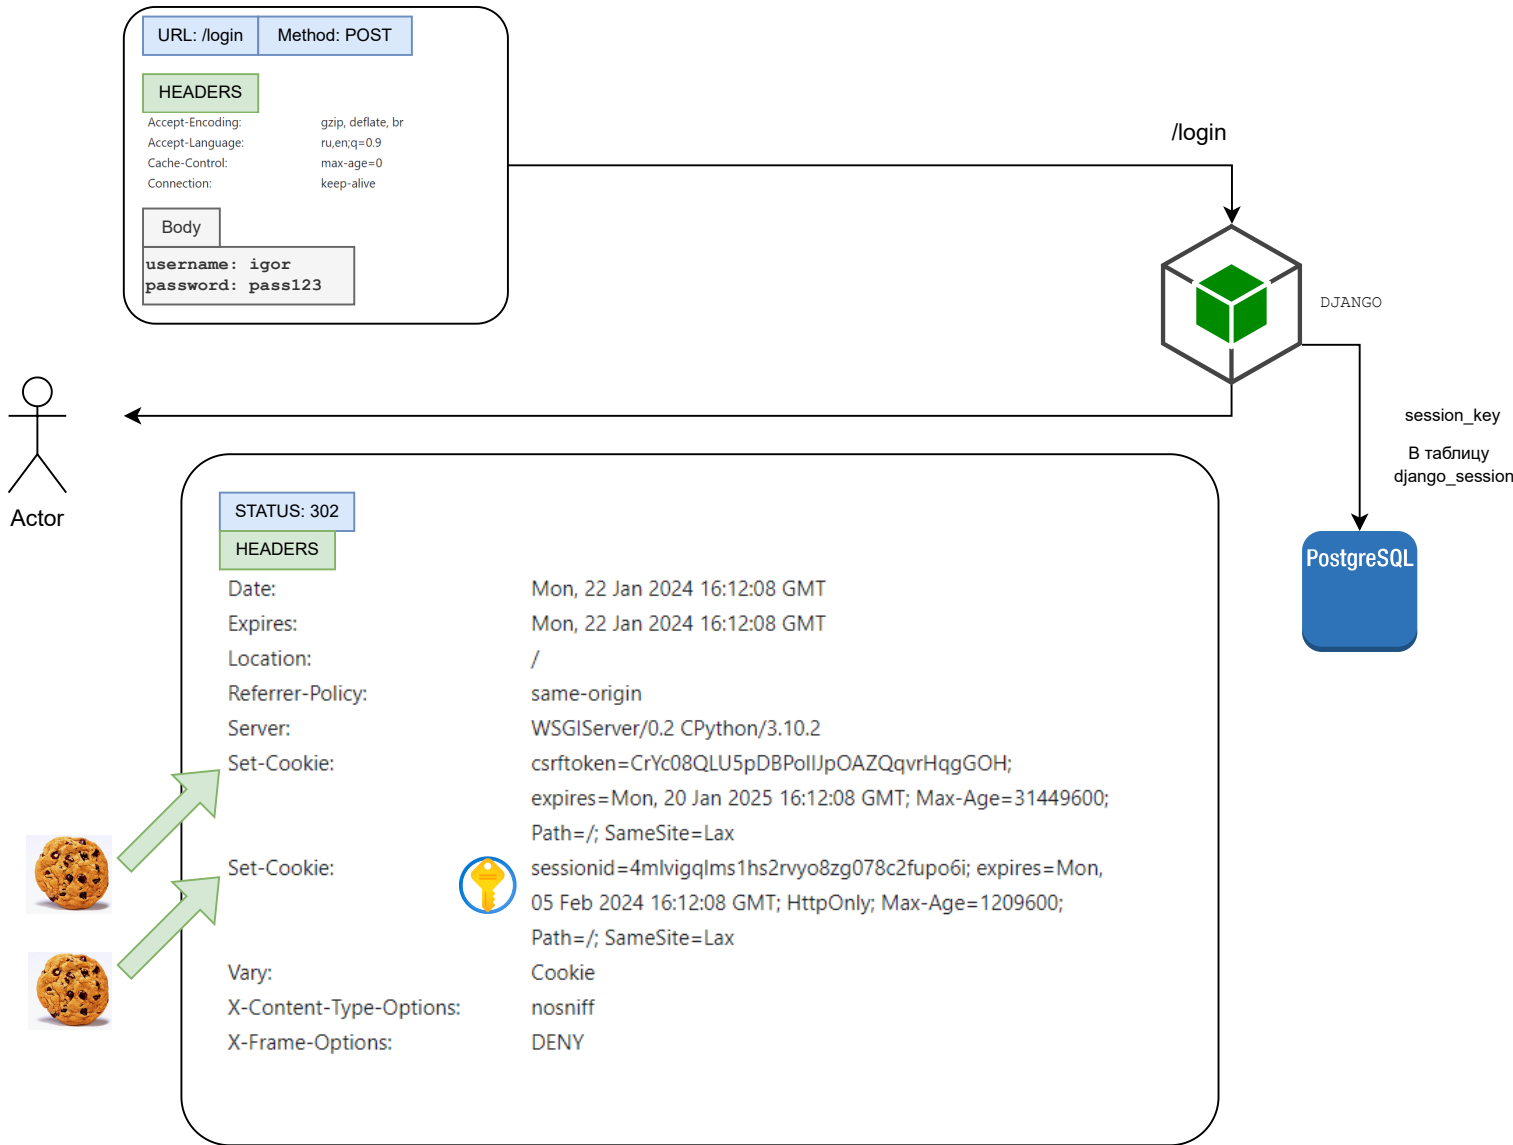 URL: /login Method: POST
HEADERS
Accept-Encoding: gzip, deflate, br
Accept-Language: ru,en;q=0.9
Cache-Control: max-age=0
Connection: keep-alive
Body
username: igor
password: pass123
/login
DJANGO
session_key
В таблицу
django_session
PostgreSQL
Actor
STATUS: 302
HEADERS
Date: Mon, 22 Jan 2024 16:12:08 GMT
Expires: Mon, 22 Jan 2024 16:12:08 GMT
Location: /
Referrer-Policy: same-origin
Server: WSGIServer/0.2 CPython/3.10.2
Set-Cookie: csrftoken=CrYc08QLU5pDBPoIIJpOAZQqvrHqgGOH;
expires=Mon, 20 Jan 2025 16:12:08 GMT; Max-Age=31449600;
Path=/; SameSite=Lax
Set-Cookie: sessionid=4mlvigqlms1hs2rvyo8zg078c2fupo6i; expires=Mon,
05 Feb 2024 16:12:08 GMT; HttpOnly; Max-Age=1209600;
Path=/; SameSite=Lax
Vary: Cookie
X-Content-Type-Options: nosniff
X-Frame-Options: DENY